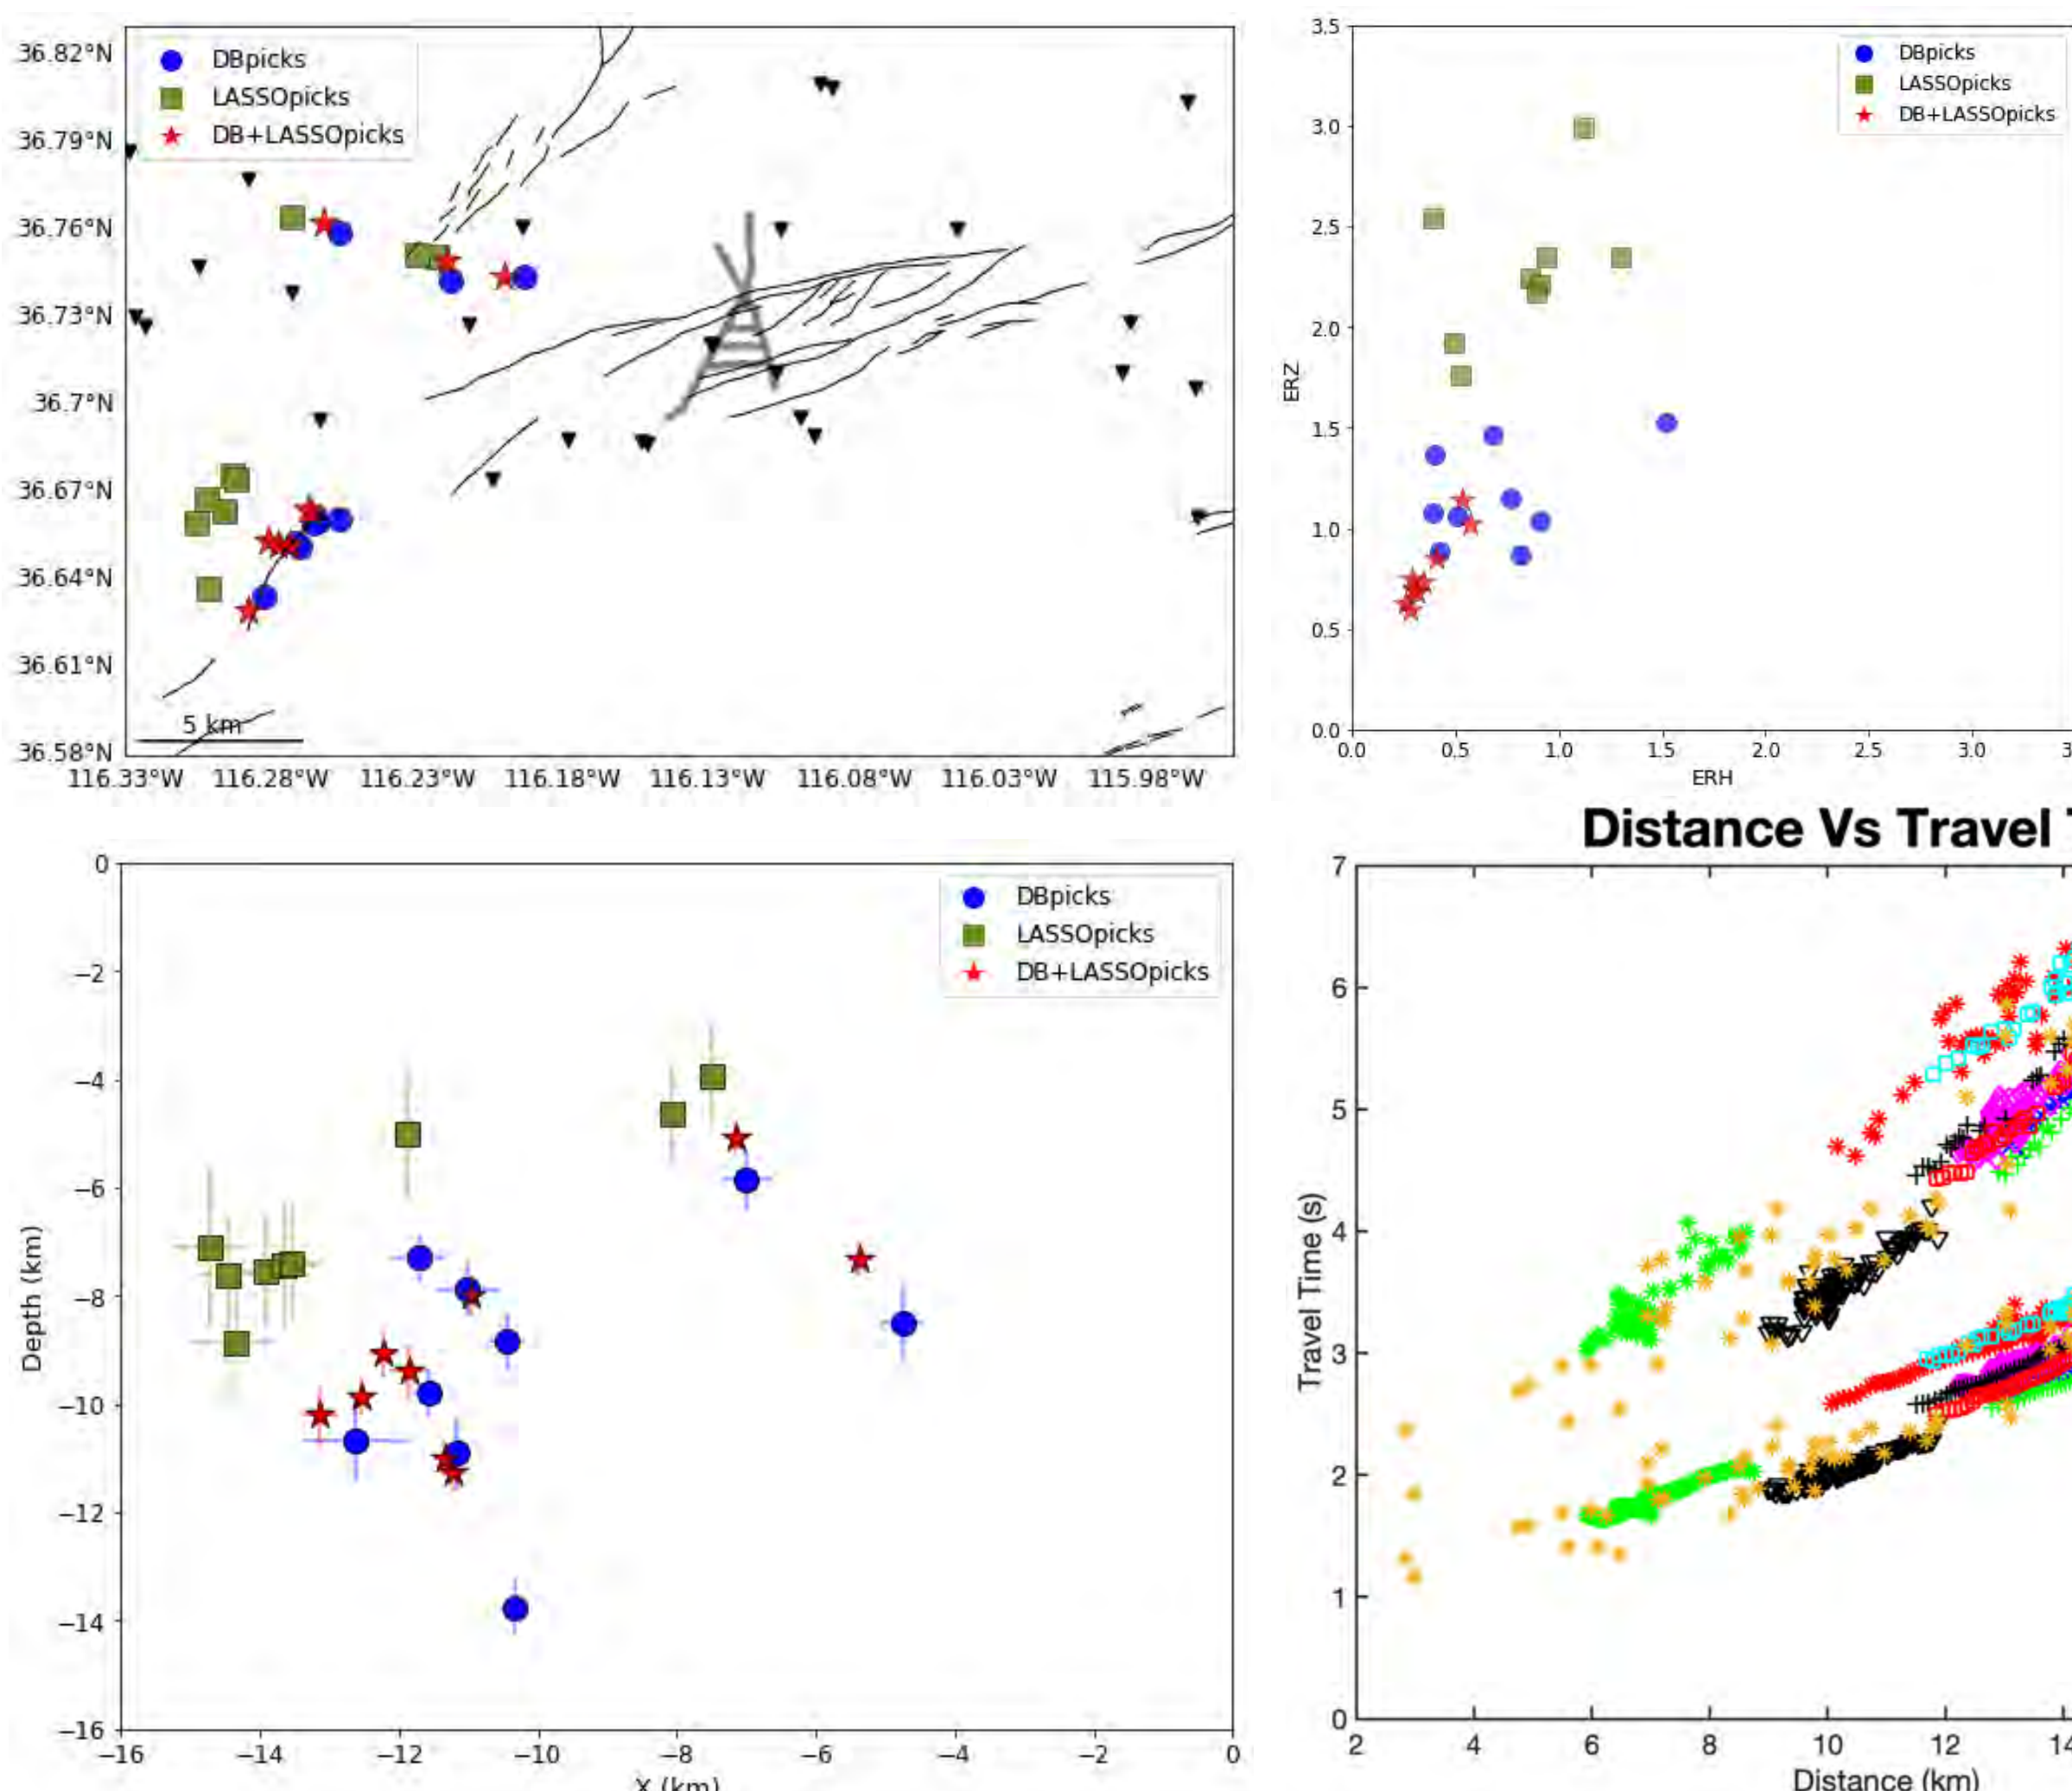 36.82°N
36.79°N
36.76°N
36.73°N
36.7°N
36.67°N
36.64°N
36.61°N
36.58°N
DBpicks
LASSOpicks
DB+LASSOpicks
5 km
116.33°W 116.28°W 116.23°W 116.18°W 116.13°W 116.08°W 116.03°W 115.98°W
3.5
3.0
2.5
2.0
1.5
1.0
0.5
0.0
ERZ
DBpicks
LASSOpicks
DB+LASSOpicks
0.0 0.5 1.0 1.5 2.0 2.5 3.0
ERH
0
−2
−4
−6
−8
−10
−12
−14
−16
Depth (km)
DBpicks
LASSOpicks
DB+LASSOpicks
−16 −14 −12 −10 −8 −6 −4 −2 0
X (km)
Distance Vs Travel
7
6
5
4
3
2
1
0
Travel Time (s)
2 4 6 8 10 12 14
Distance (km)